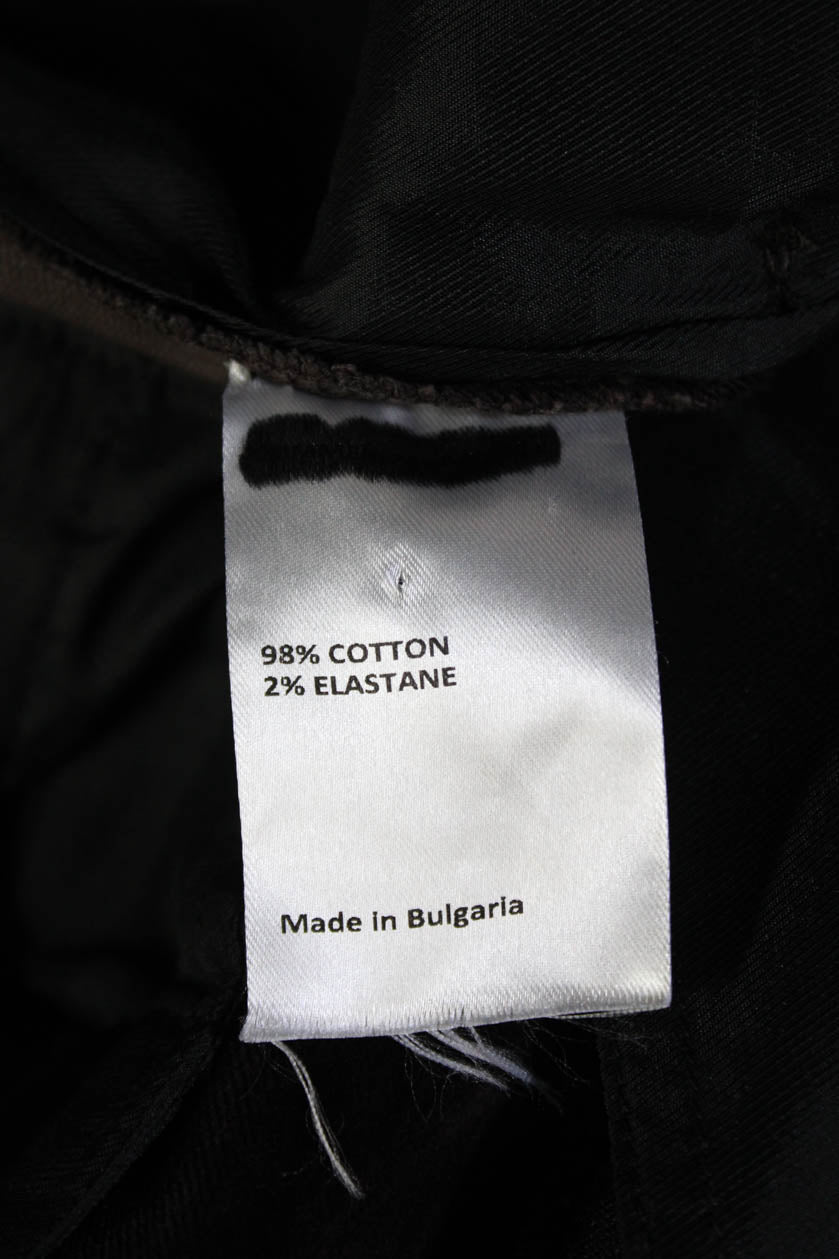 98% COTTON
2% ELASTANE
Made in Bulgaria